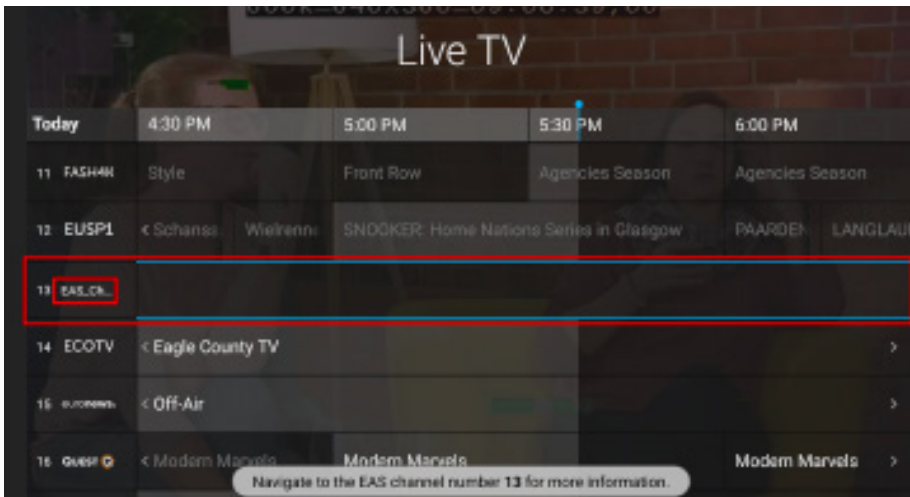 Live TV
Today 4:30 PM 5:00 PM 5:30 PM 6:00 PM
11 FASH4K Style Front Row Agencies Season Agencies Season
12 EUSP1 < Schanss Wielrenne SNOOKER: Home Nations Series in Glasgow PAARDEN LANGLAUF
13 EAS_Ch...
14 ECOTV < Eagle County TV >
15 euronews. < Off-Air >
16 QUEST < Modern Marvels Modern Marvels Modern Marvels >
Navigate to the EAS channel number 13 for more information.